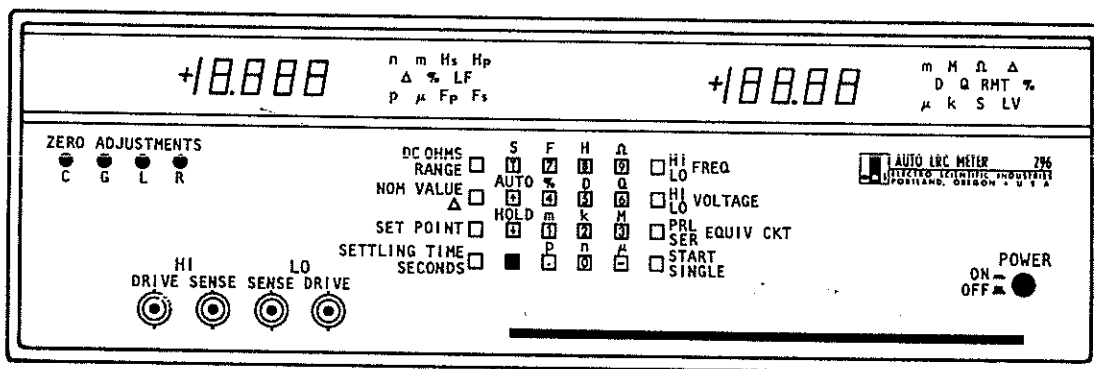 +18.888
n m Hs Hp
Δ % LF
p μ Fp Fs
+188.88
m M Ω Δ
D Q RMT %
μ k S LV
ZERO ADJUSTMENTS
C G L R
DC OHMS
RANGE
NOM VALUE
Δ
SET POINT
SETTLING TIME
SECONDS
S F H Ω
7 8 9
AUTO % D Q
+ 4 5 6
HOLD m k M
↓ 1 2 3
p n μ
. 0 −
HI
LO FREQ
HI
LO VOLTAGE
PRL
SER EQUIV CKT
START
SINGLE
AUTO LRC METER 296
ELECTRO SCIENTIFIC INDUSTRIES
PORTLAND, OREGON • U S A
HI LO
DRIVE SENSE SENSE DRIVE
POWER
ON
OFF